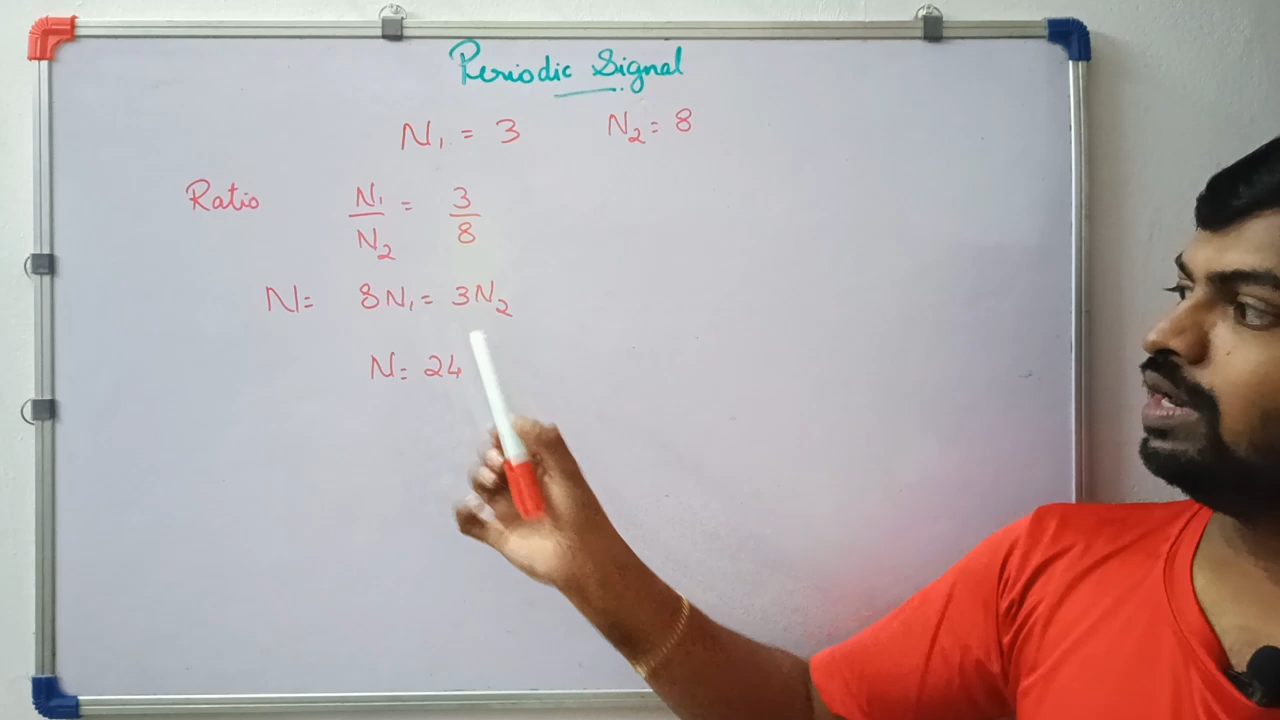 Periodic Signal
N₁ = 3 N₂ = 8
Ratio N₁/N₂ = 3/8
N = 8N₁ = 3N₂
N = 24